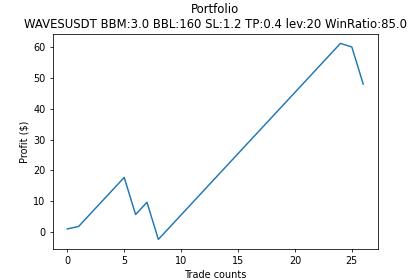 Portfolio
WAVESUSDT BBM:3.0 BBL:160 SL:1.2 TP:0.4 lev:20 WinRatio:85.0
60
50
40
30
20
10
0
Profit ($)
0 5 10 15 20 25
Trade counts